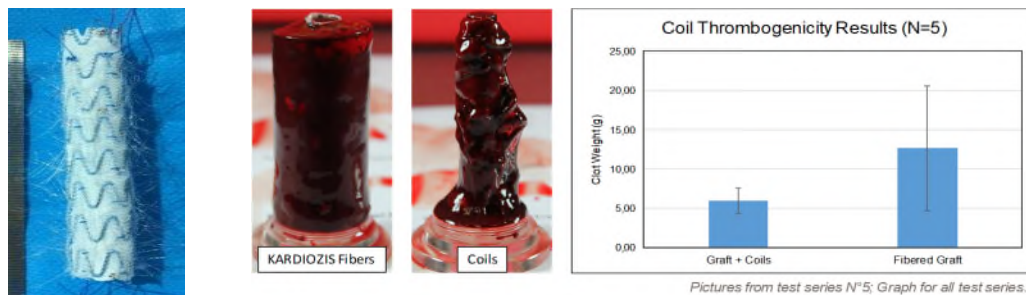 KARDIOZIS Fibers
Coils
Coil Thrombogenicity Results (N=5)
25,00
20,00
15,00
10,00
5,00
0,00
Clot Weight(g)
Graft + Coils
Fibered Graft
Pictures from test series N°5; Graph for all test series.